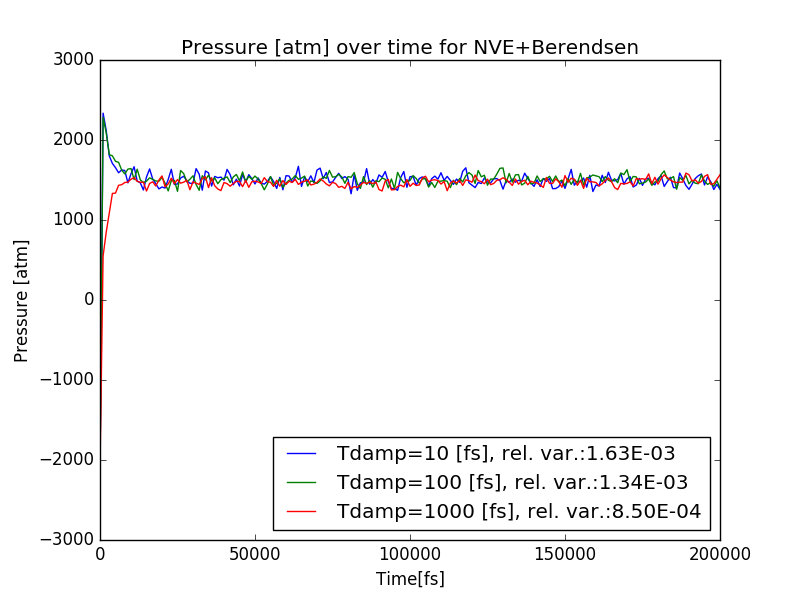 Pressure [atm] over time for NVE+Berendsen
3000
2000
1000
0
−1000
−2000
−3000
Pressure [atm]
Tdamp=10 [fs], rel. var.:1.63E-03
Tdamp=100 [fs], rel. var.:1.34E-03
Tdamp=1000 [fs], rel. var.:8.50E-04
0 50000 100000 150000 200000
Time[fs]